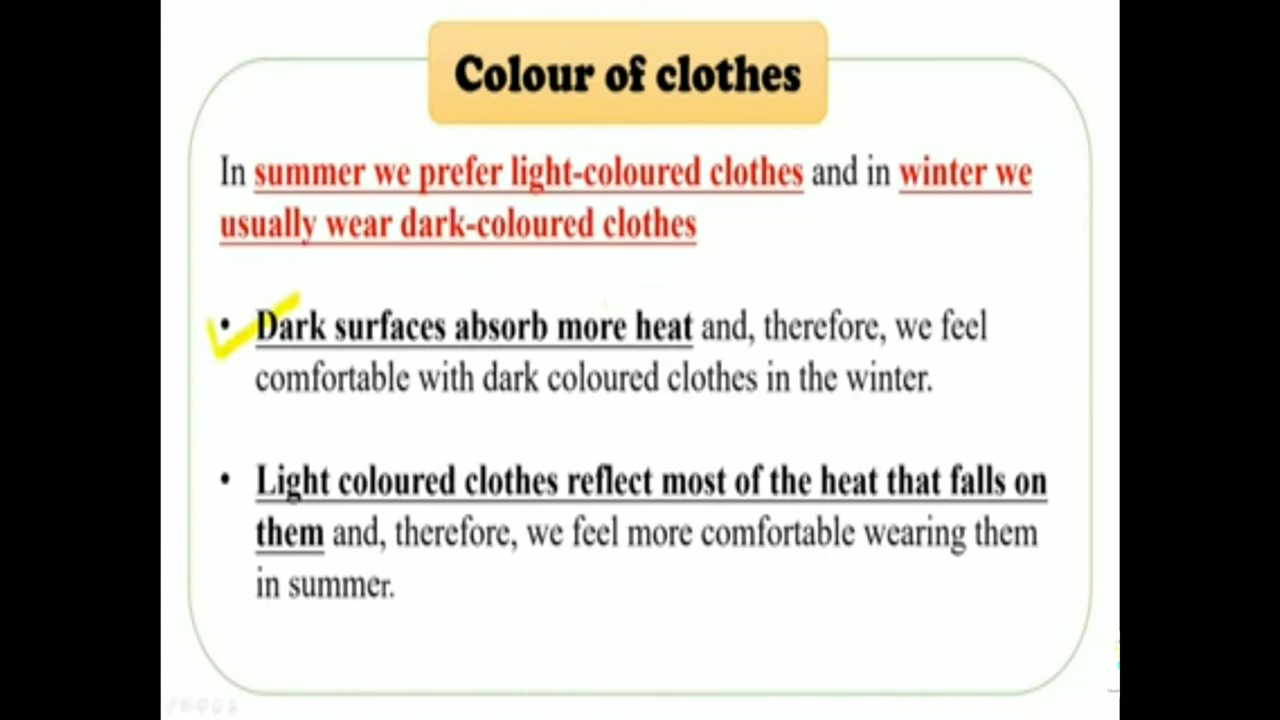 Colour of clothes
In summer we prefer light-coloured clothes and in winter we
usually wear dark-coloured clothes
• Dark surfaces absorb more heat and, therefore, we feel
comfortable with dark coloured clothes in the winter.
• Light coloured clothes reflect most of the heat that falls on
them and, therefore, we feel more comfortable wearing them
in summer.